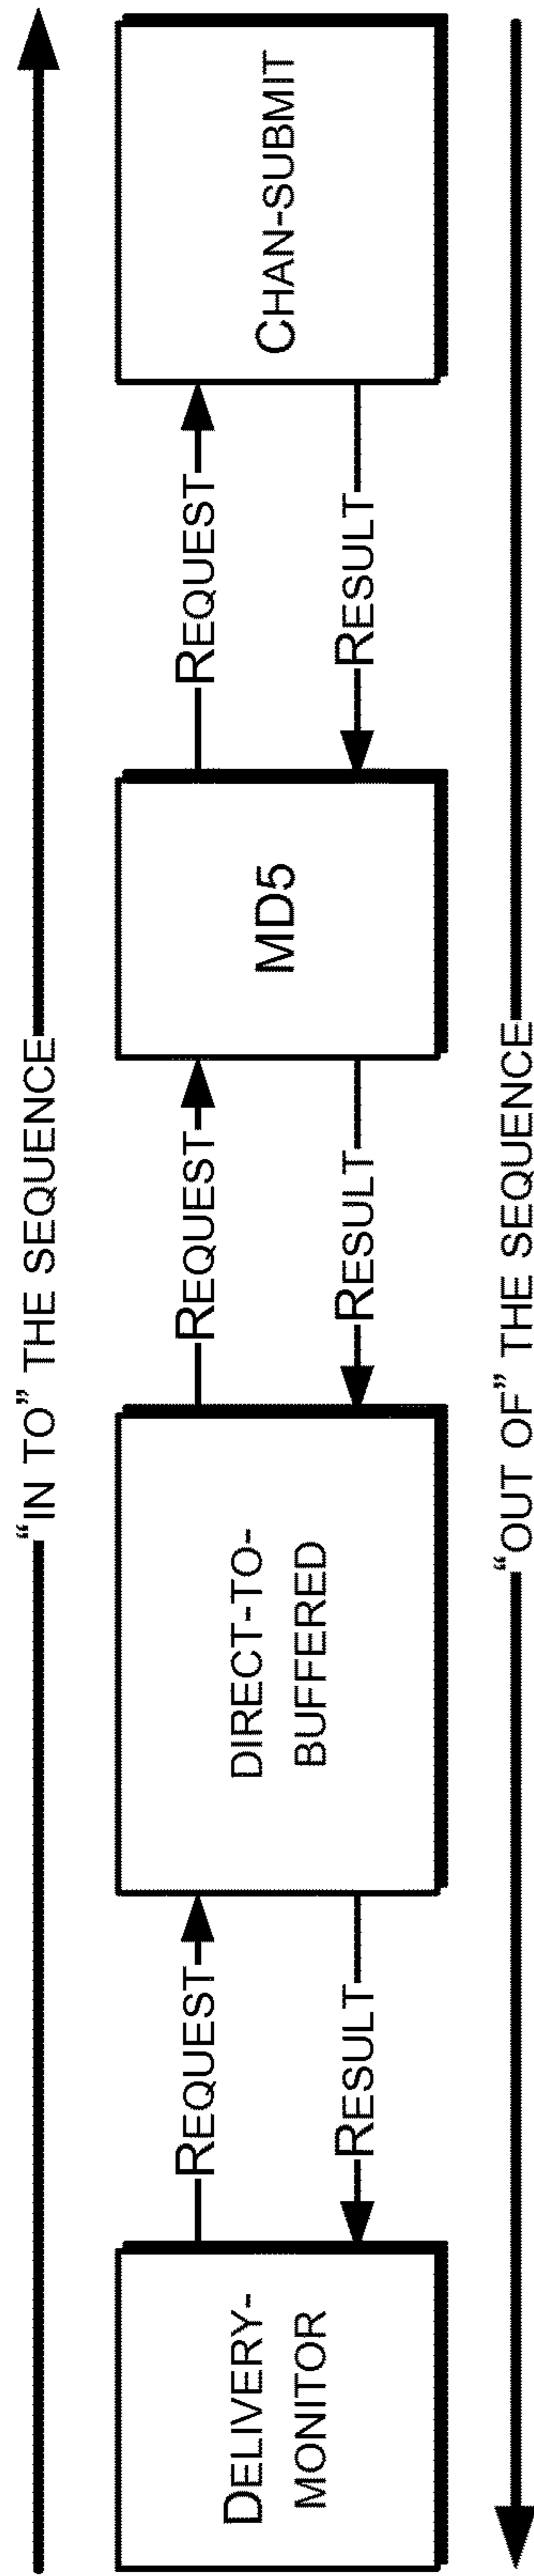 “IN TO” THE SEQUENCE
DELIVERY-
MONITOR
REQUEST
RESULT
DIRECT-TO-
BUFFERED
REQUEST
RESULT
MD5
REQUEST
RESULT
CHAN-SUBMIT
“OUT OF” THE SEQUENCE